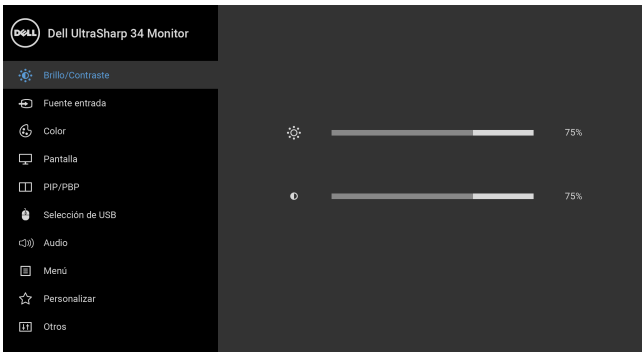 DELL
Dell UltraSharp 34 Monitor
Brillo/Contraste
Fuente entrada
Color
75%
Pantalla
PIP/PBP
75%
Selección de USB
Audio
Menú
Personalizar
Otros